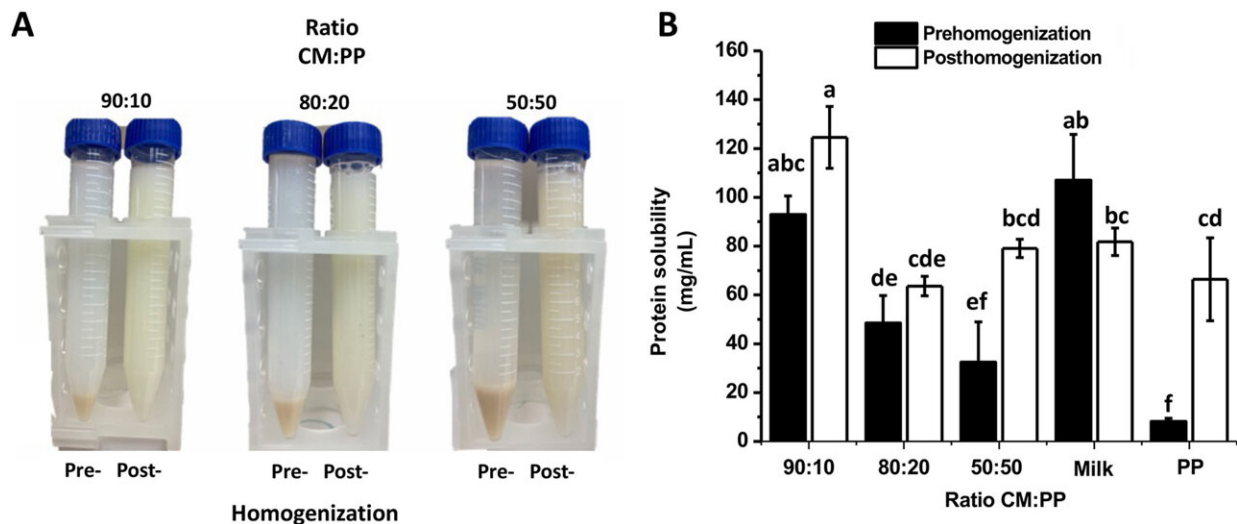 A
Ratio
CM:PP
90:10
80:20
50:50
Pre- Post-
Pre- Post-
Pre- Post-
Homogenization
B
Prehomogenization
Posthomogenization
Protein solubility
(mg/mL)
160
140
120
100
80
60
40
20
0
abc
a
de
cde
ef
bcd
ab
bc
f
cd
90:10
80:20
50:50
Milk
PP
Ratio CM:PP